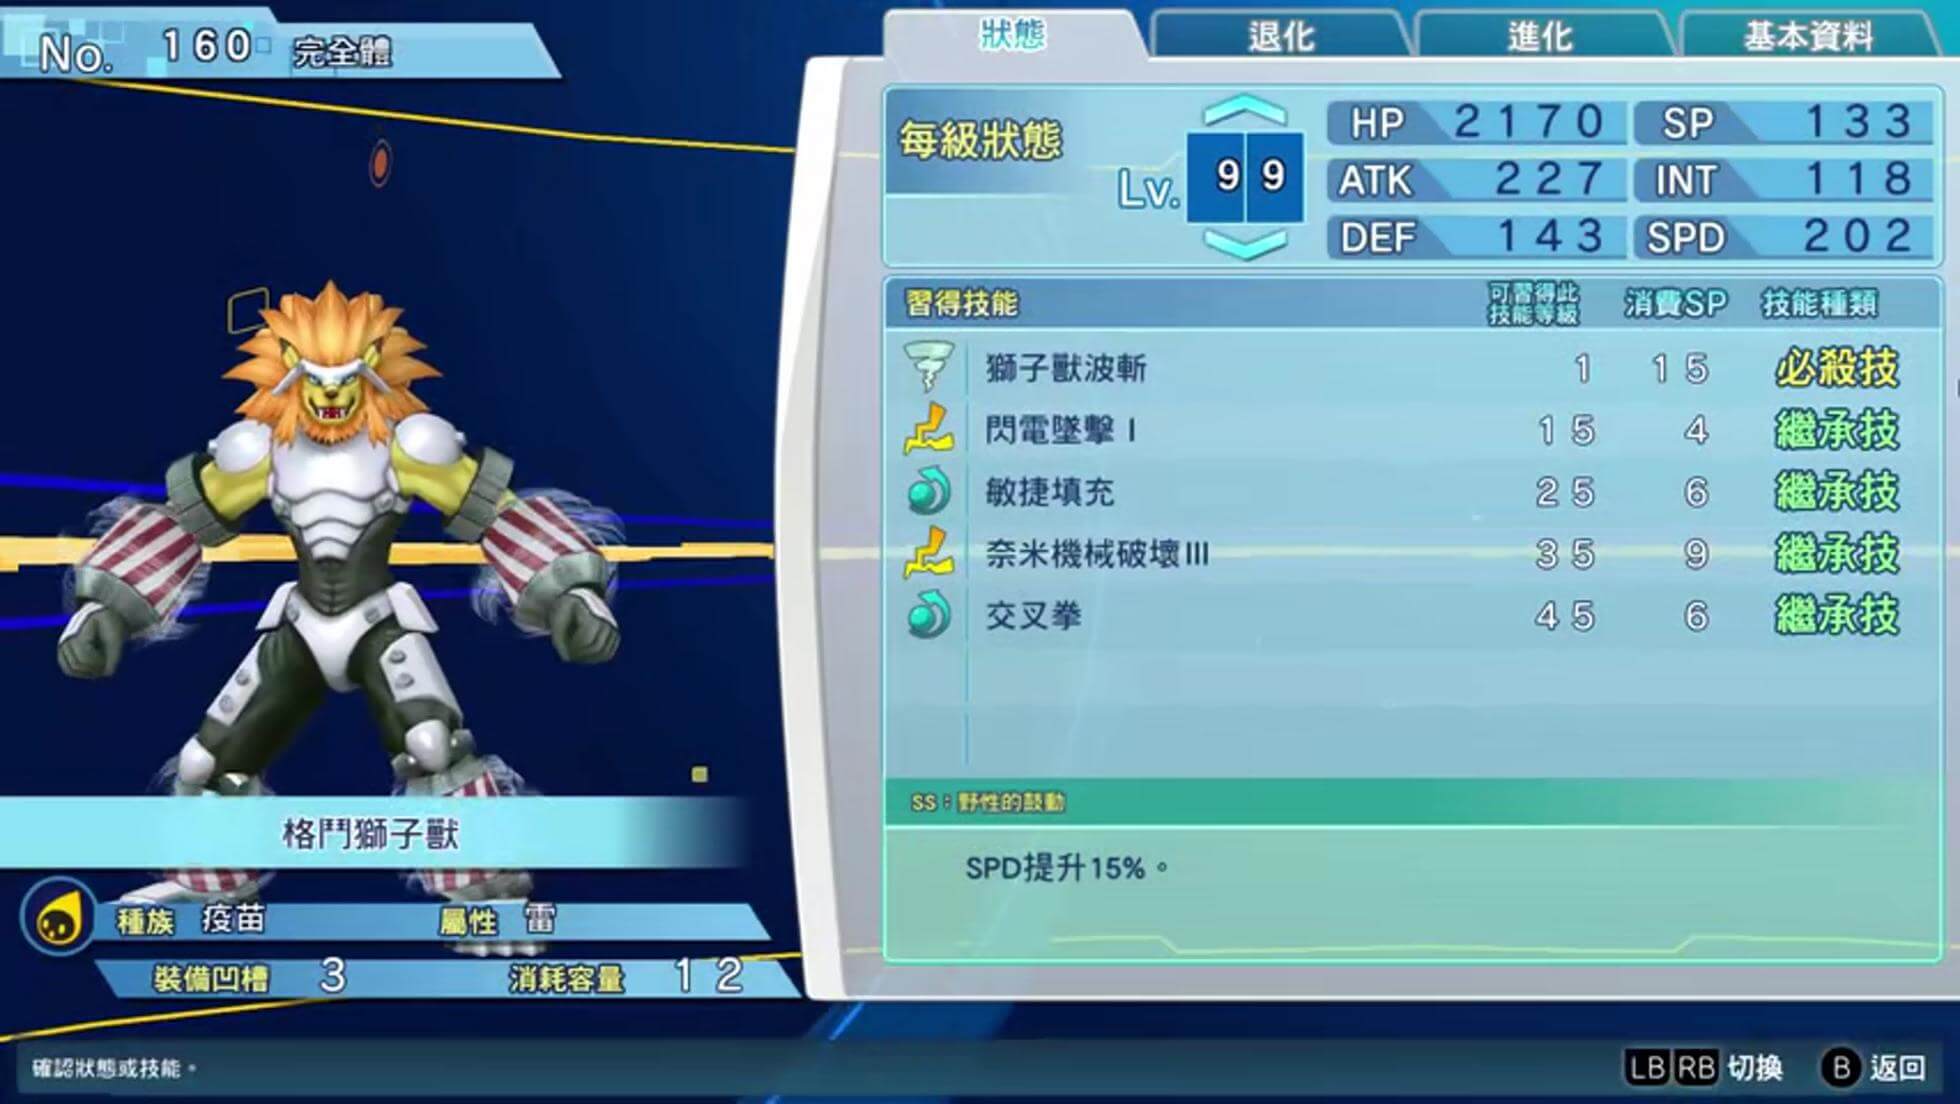 No. 160 完全體
狀態 退化 進化 基本資料
每級狀態
Lv. 99
HP 2170 SP 133
ATK 227 INT 118
DEF 143 SPD 202
習得技能 可習得此技能等級 消費SP 技能種類
獅子獸波斬 1 15 必殺技
閃電墜擊 I 15 4 繼承技
敏捷填充 25 6 繼承技
奈米機械破壞III 35 9 繼承技
交叉拳 45 6 繼承技
SS：野性的鼓動
SPD提升15%。
格鬥獅子獸
種族 疫苗 屬性 雷
裝備凹槽 3 消耗容量 12
確認狀態或技能。
LB RB 切換 B 返回